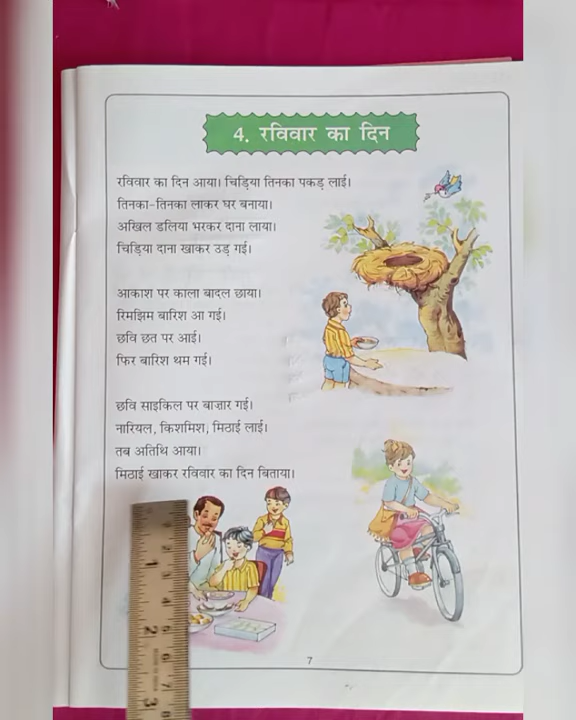 4. रविवार का दिन
रविवार का दिन आया। चिड़िया तिनका पकड़ लाई।
तिनका-तिनका लाकर घर बनाया।
अखिल डलिया भरकर दाना लाया।
चिड़िया दाना खाकर उड़ गई।
आकाश पर काला बादल छाया।
रिमझिम बारिश आ गई।
छवि छत पर आई।
फिर बारिश थम गई।
छवि साइकिल पर बाज़ार गई।
नारियल, किशमिश, मिठाई लाई।
तब अतिथि आया।
मिठाई खाकर रविवार का दिन बिताया।
7